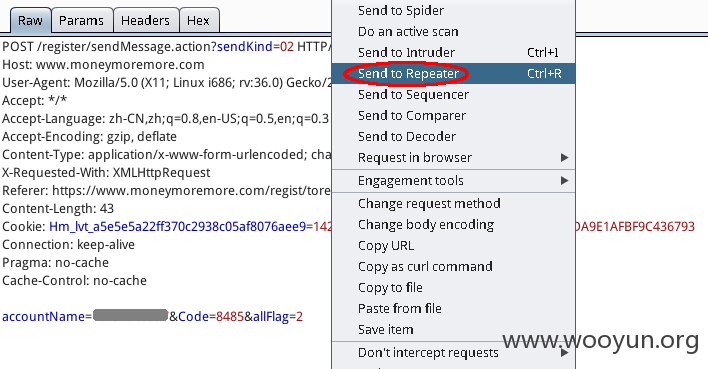 Raw Params Headers Hex
POST /register/sendMessage.action?sendKind=02 HTTP/
Host: www.moneymoremore.com
User-Agent: Mozilla/5.0 (X11; Linux i686; rv:36.0) Gecko/2
Accept: */*
Accept-Language: zh-CN,zh;q=0.8,en-US;q=0.5,en;q=0.3
Accept-Encoding: gzip, deflate
Content-Type: application/x-www-form-urlencoded; cha
X-Requested-With: XMLHttpRequest
Referer: https://www.moneymoremore.com/regist/tore
Content-Length: 43
Cookie: Hm_lvt_a5e5e5a22ff370c2938c05af8076aee9=142 DA9E1AFBF9C436793
Connection: keep-alive
Pragma: no-cache
Cache-Control: no-cache
accountName= &Code=8485&allFlag=2
Send to Spider
Do an active scan
Send to Intruder Ctrl+I
Send to Repeater Ctrl+R
Send to Sequencer
Send to Comparer
Send to Decoder
Request in browser
Engagement tools
Change request method
Change body encoding
Copy URL
Copy as curl command
Copy to file
Paste from file
Save item
Don't intercept requests
www.wooyun.org